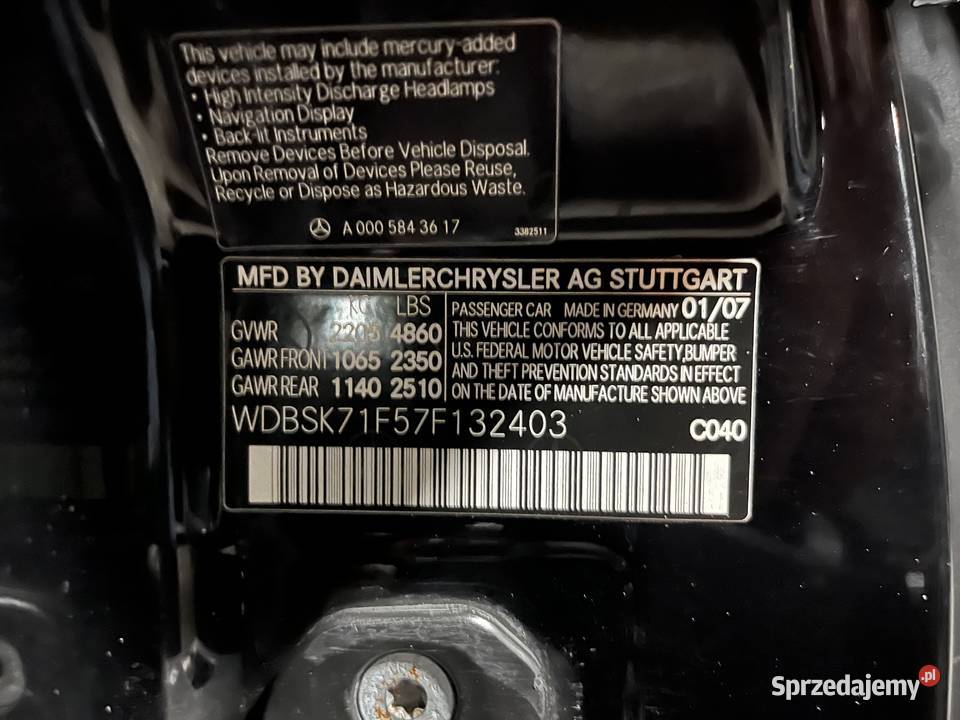 This vehicle may include mercury-added
devices installed by the manufacturer:
• High Intensity Discharge Headlamps
• Navigation Display
• Back-lit Instruments
Remove Devices Before Vehicle Disposal.
Upon Removal of Devices Please Reuse,
Recycle or Dispose as Hazardous Waste.
A 000 584 36 17 3382511
MFD BY DAIMLERCHRYSLER AG STUTTGART
KG LBS
GVWR 2205 4860
GAWR FRONT 1065 2350
GAWR REAR 1140 2510
PASSENGER CAR MADE IN GERMANY 01/07
THIS VEHICLE CONFORMS TO ALL APPLICABLE
U.S. FEDERAL MOTOR VEHICLE SAFETY,BUMPER
AND THEFT PREVENTION STANDARDS IN EFFECT
ON THE DATE OF MANUFACTURE SHOWN ABOVE
WDBSK71F57F132403 C040
Sprzedajemy.pl